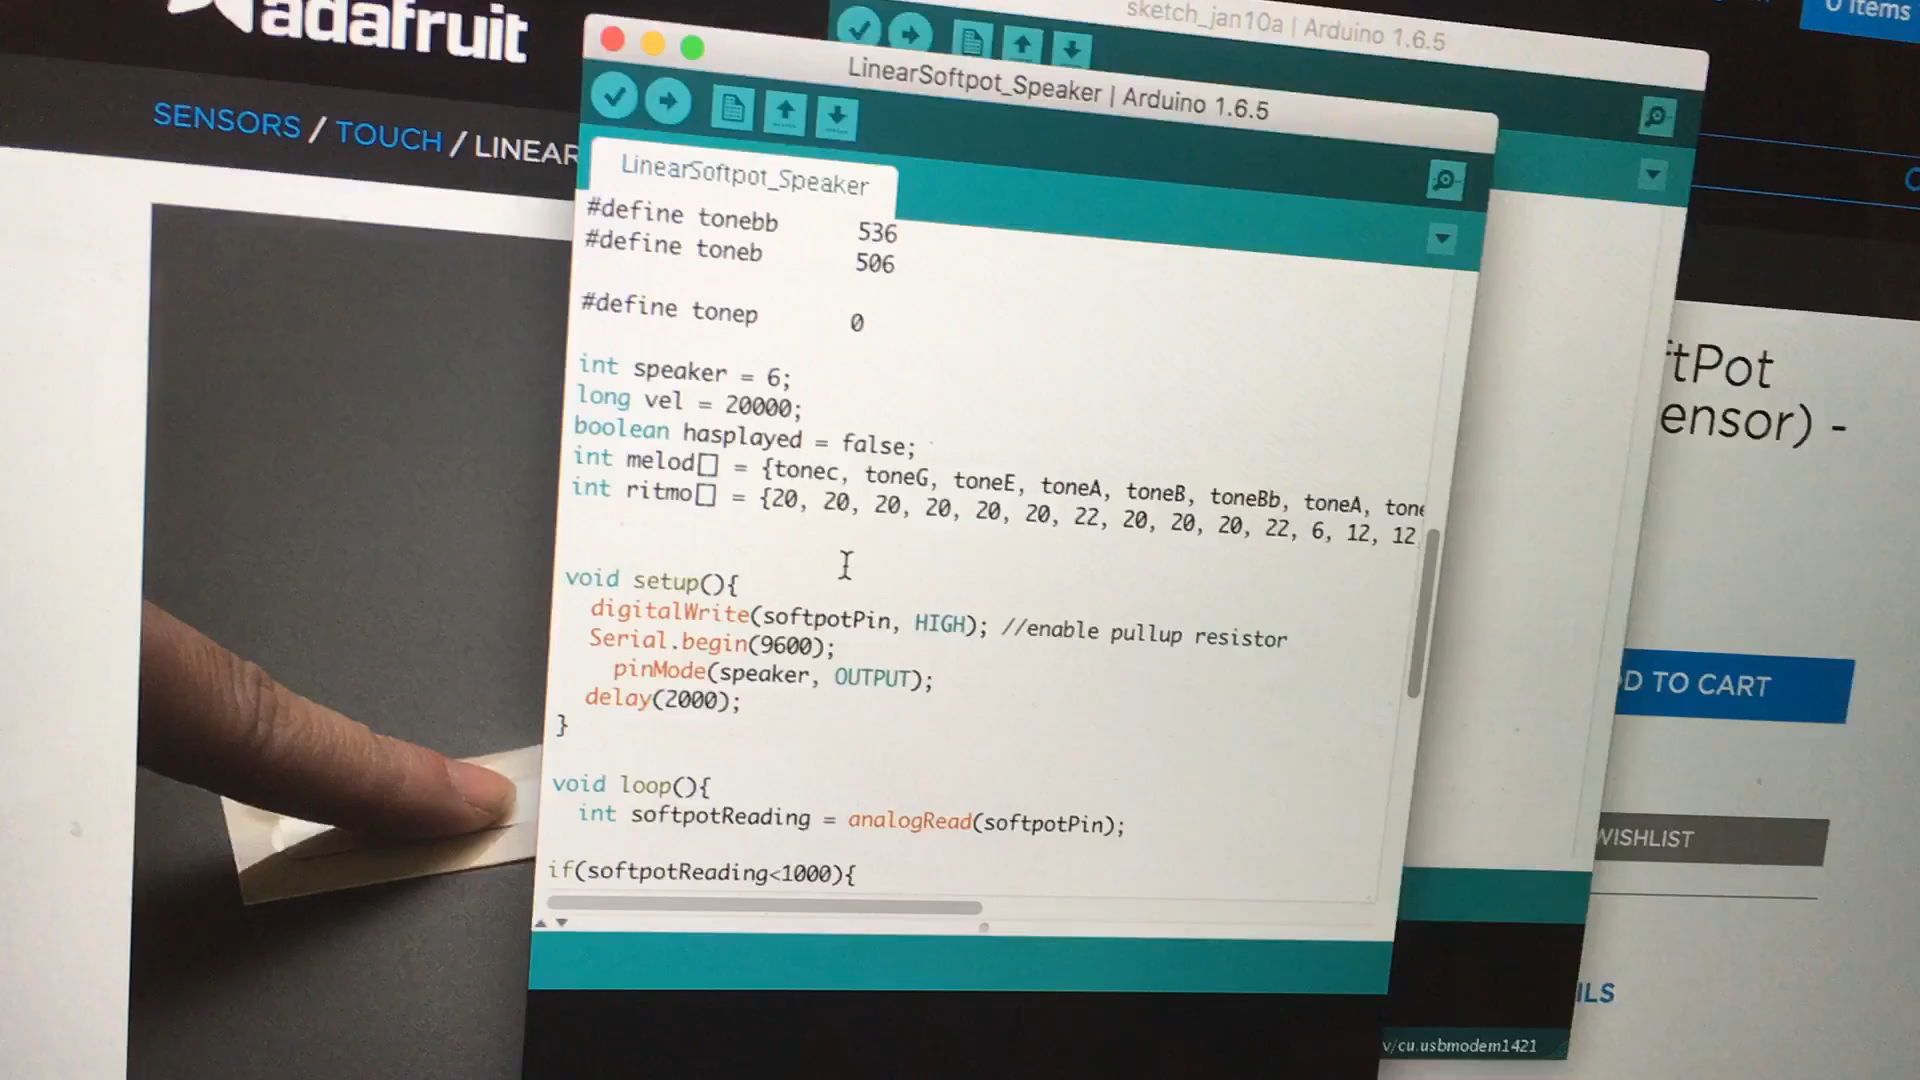 adafruit
sketch_jan10a | Arduino 1.6.5
0 Items
SENSORS / TOUCH / LINEAR
LinearSoftpot_Speaker | Arduino 1.6.5
LinearSoftpot_Speaker
#define tonebb 536
#define toneb 506
#define tonep 0
int speaker = 6;
long vel = 20000;
boolean hasplayed = false;
int melod[] = {tonec, toneG, toneE, toneA, toneB, toneBb, toneA, tone
int ritmo[] = {20, 20, 20, 20, 20, 20, 22, 20, 20, 20, 22, 6, 12, 12
void setup(){
digitalWrite(softpotPin, HIGH); //enable pullup resistor
Serial.begin(9600);
pinMode(speaker, OUTPUT);
delay(2000);
}
void loop(){
int softpotReading = analogRead(softpotPin);
if(softpotReading<1000){
ftPot
ensor) -
D TO CART
WISHLIST
ILS
v/cu.usbmodem1421